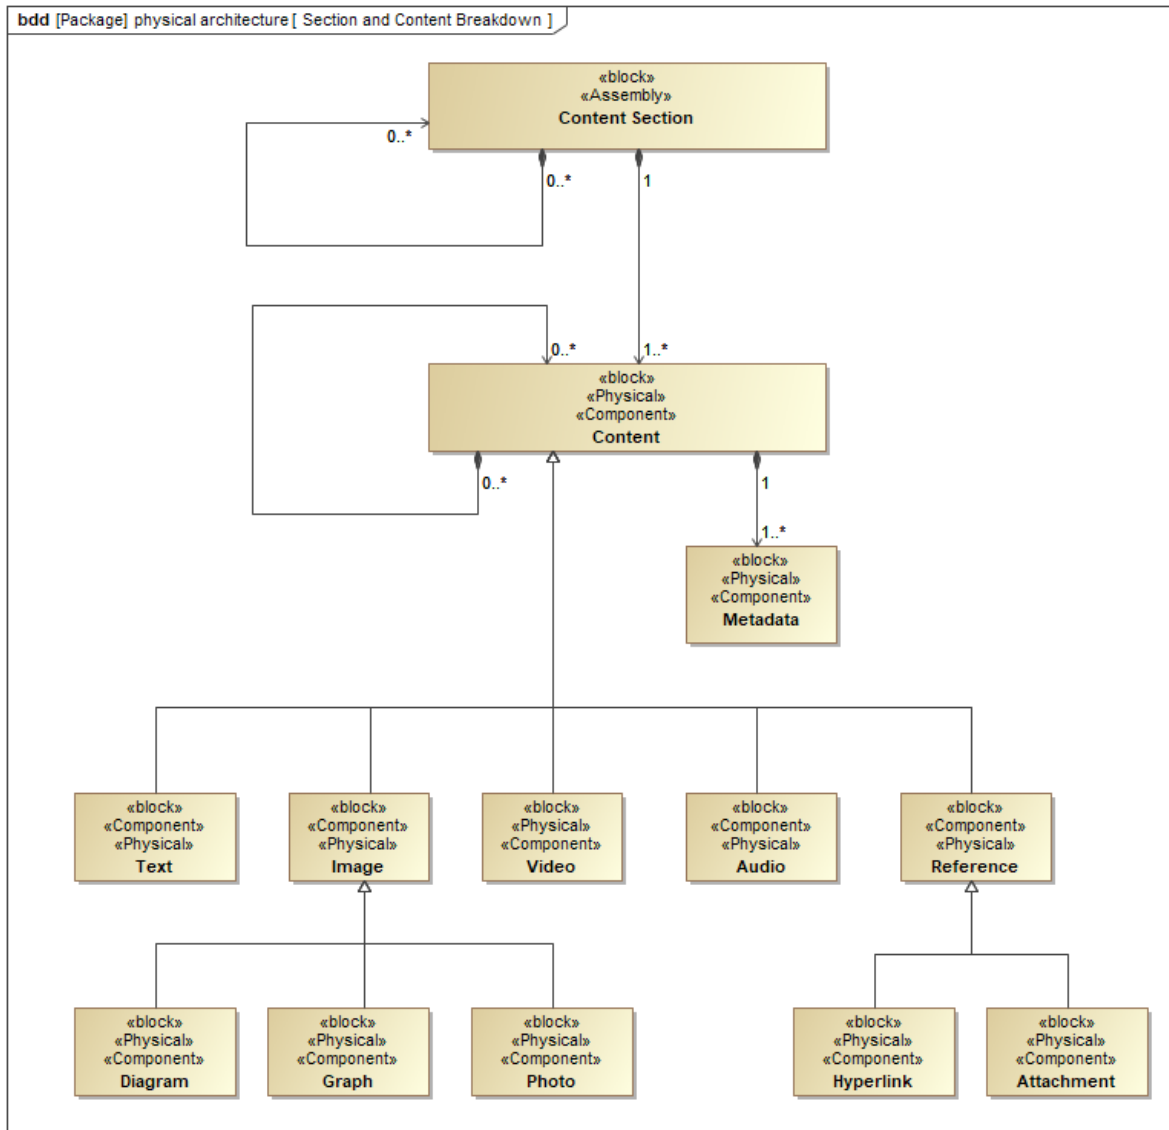 bdd [Package] physical architecture [ Section and Content Breakdown ]
«block»
«Assembly»
Content Section
0..*
0..*
1
0..*
1..*
«block»
«Physical»
«Component»
Content
0..*
1
1..*
«block»
«Physical»
«Component»
Metadata
«block»
«Component»
«Physical»
Text
«block»
«Component»
«Physical»
Image
«block»
«Physical»
«Component»
Video
«block»
«Component»
«Physical»
Audio
«block»
«Component»
«Physical»
Reference
«block»
«Physical»
«Component»
Diagram
«block»
«Physical»
«Component»
Graph
«block»
«Physical»
«Component»
Photo
«block»
«Physical»
«Component»
Hyperlink
«block»
«Physical»
«Component»
Attachment